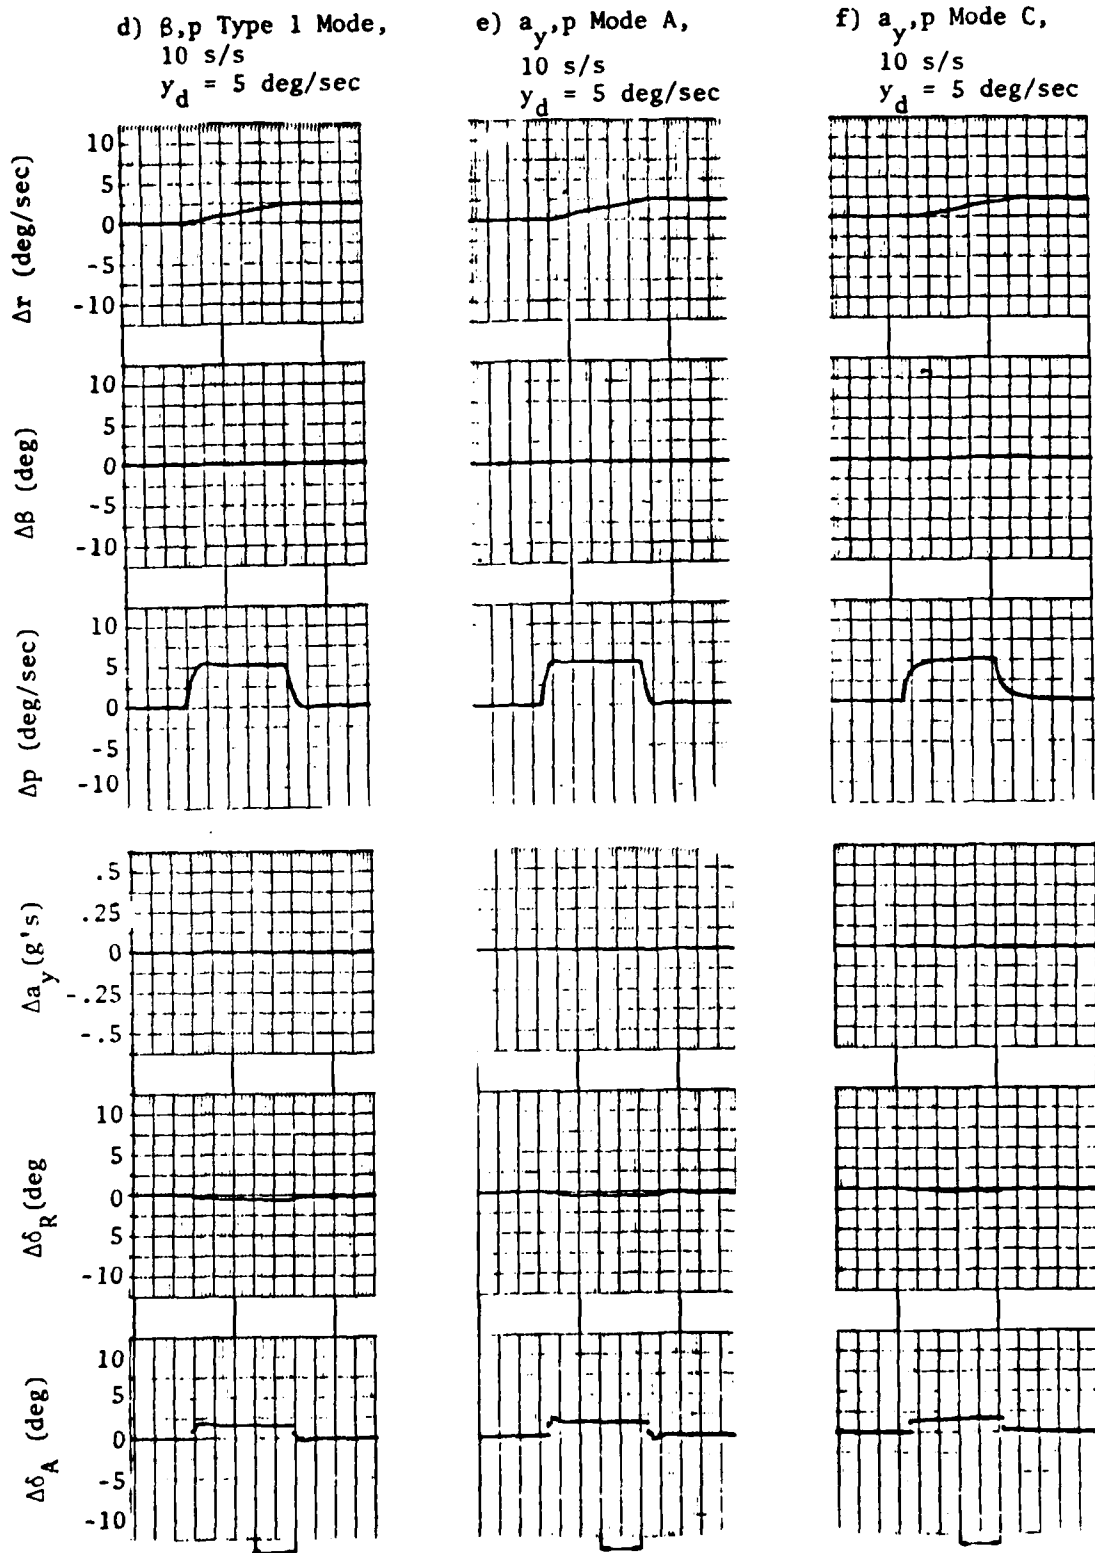 d) β,p Type 1 Mode,
10 s/s
y_d = 5 deg/sec
e) a_y,p Mode A,
10 s/s
y_d = 5 deg/sec
f) a_y,p Mode C,
10 s/s
y_d = 5 deg/sec
Δr (deg/sec)
10
5
0
-5
-10
Δβ (deg)
10
5
0
-5
-10
Δp (deg/sec)
10
5
0
-5
-10
Δa_y(g's)
.5
.25
0
-.25
-.5
Δδ_R(deg
10
5
0
5
-10
Δδ_A (deg)
10
5
0
-5
-10